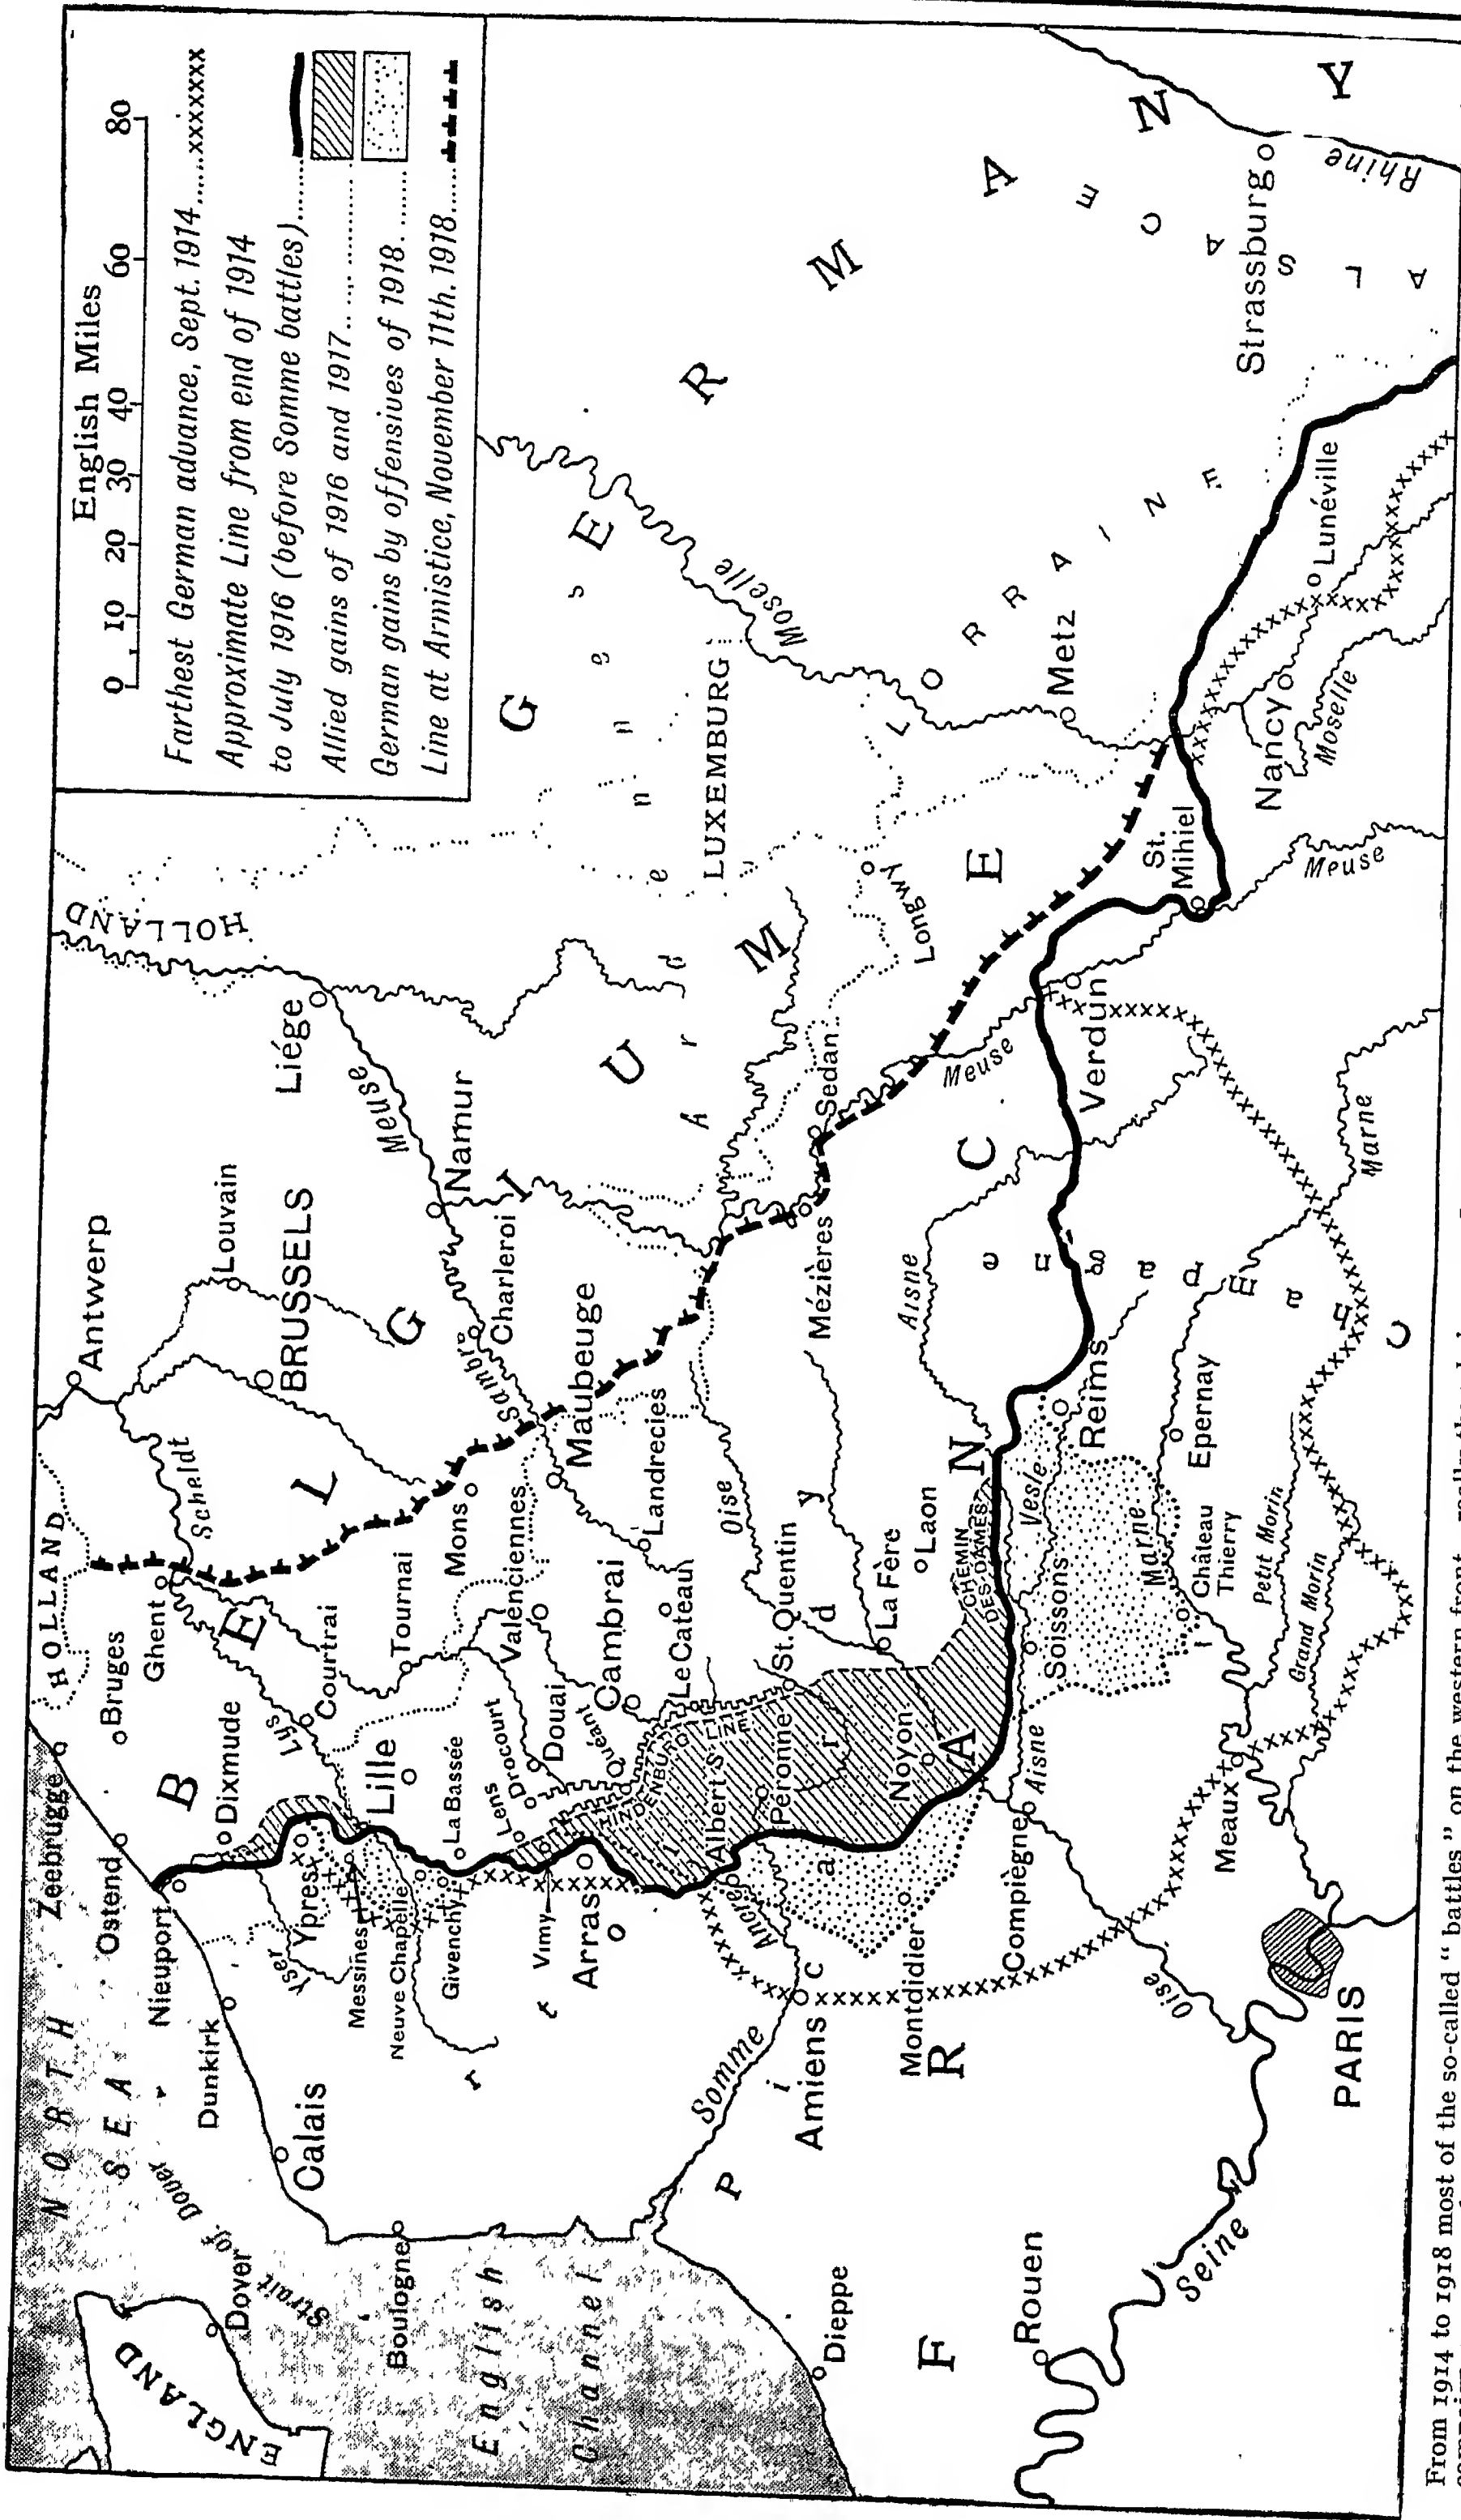 English Miles
0 10 20 30 40 60 80
Farthest German advance, Sept. 1914.....xxxxxxx
Approximate Line from end of 1914
to July 1916 (before Somme battles).......
Allied gains of 1916 and 1917.................
German gains by offensives of 1918.......
Line at Armistice, November 11th. 1918......
ENGLAND
Dover
Strait of Dover
NORTH
SEA
English
Channel
Calais
Boulogne
Dunkirk
Nieuport
Ostend
Zeebrugge
Bruges
HOLLAND
Ghent
Antwerp
Scheldt
Louvain
BRUSSELS
HOLLAND
Liége
Meuse
Namur
Charleroi
Sambre
BELGIUM
Dixmude
Yser
Ypres
Lys
Courtrai
Tournai
Mons
Maubeuge
Messines
Lille
Neuve Chapelle
La Bassée
Givenchy
Lens
Drocourt
Douai
Valenciennes
Vimy
Arras
Quéant
Cambrai
Landrecies
Le Cateau
HINDENBURG LINE
Artois
Albert
Ancre
Péronne
St. Quentin
Oise
Somme
Amiens
Picardy
Montdidier
Noyon
La Fère
Laon
Mézières
Sedan
Ardennes
LUXEMBURG
Gese
Longwy
Moselle
Metz
LORRAINE
GERMANY
ALSACE
Strassburg
Rhine
Lunéville
Nancy
Moselle
St.
Mihiel
Meuse
Verdun
Meuse
Aisne
CHEMIN
DES DAMES
Vesle
Reims
Soissons
Aisne
Compiègne
Oise
Dieppe
Rouen
Seine
FRANCE
PARIS
Meaux
Marne
Château
Thierry
Epernay
Petit Morin
Grand Morin
Marne
From 1914 to 1918 most of the so-called "battles" on the western front